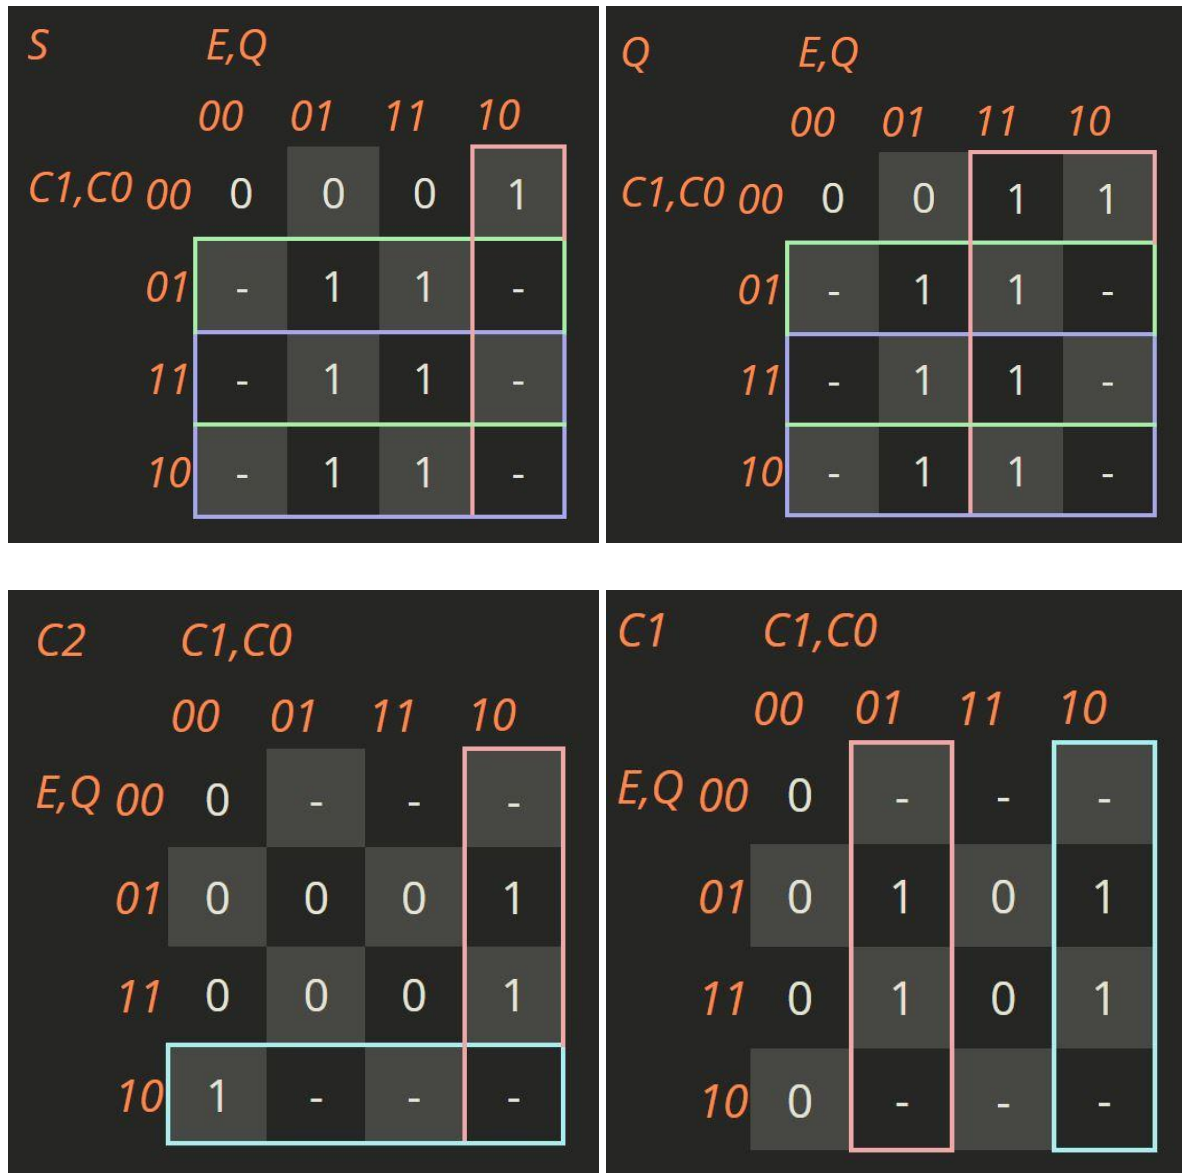 S E,Q
00 01 11 10
C1,C0 00 0 0 0 1
01 - 1 1 -
11 - 1 1 -
10 - 1 1 -
Q E,Q
00 01 11 10
C1,C0 00 0 0 1 1
01 - 1 1 -
11 - 1 1 -
10 - 1 1 -
C2 C1,C0
00 01 11 10
E,Q 00 0 - - -
01 0 0 0 1
11 0 0 0 1
10 1 - - -
C1 C1,C0
00 01 11 10
E,Q 00 0 - - -
01 0 1 0 1
11 0 1 0 1
10 0 - - -